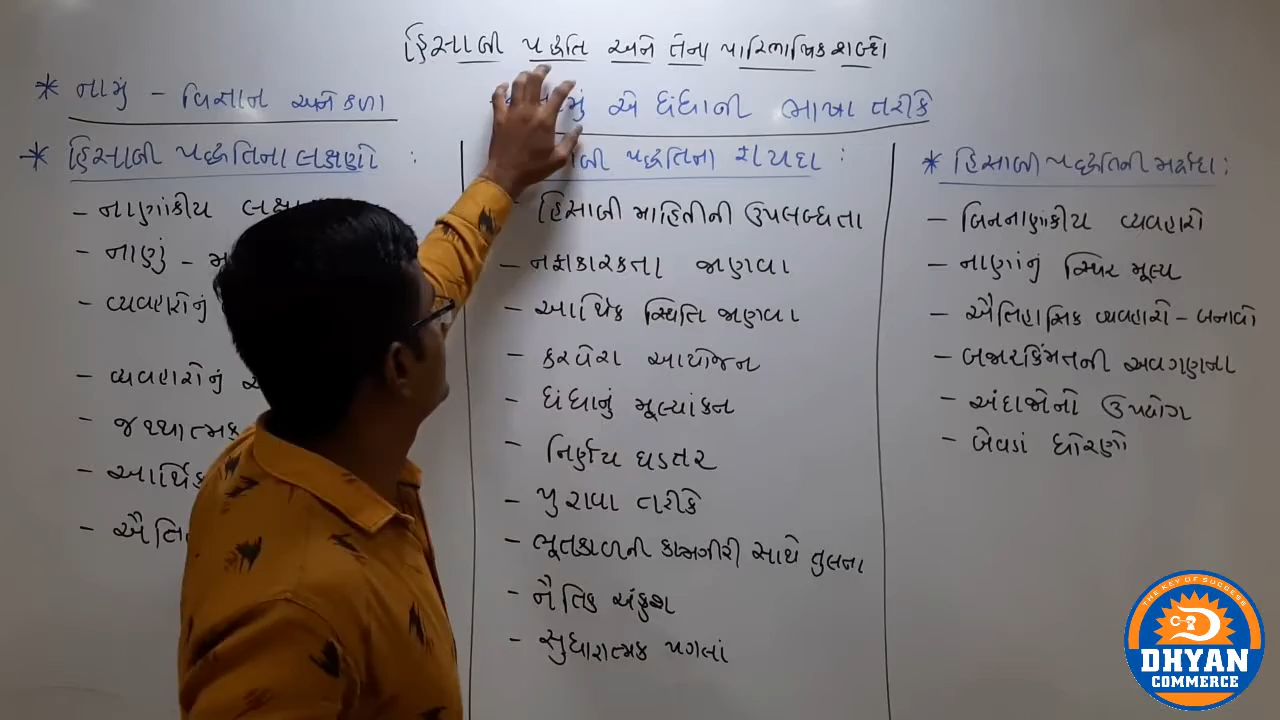 હિસાબી પદ્ધતિ અને તેના પારિભાષિક શબ્દો
* નામું - વિજ્ઞાન અને કળા
એ ધંધાની ભાષા તરીકે
* હિસાબી પદ્ધતિના લક્ષણો :
- નાણાંકીય
- નાણું -
- વ્યવહારોનું
- વ્યવહારોનું
- જથ્થાત્મક
- આર્થિક
પદ્ધતિના ફાયદા :
- હિસાબી માહિતીની ઉપલબ્ધતા
- નફાકારકતા જાણવા
- આર્થિક સ્થિતિ જાણવા
- કરવેરા આયોજન
- ધંધાનું મૂલ્યાંકન
- નિર્ણય ઘડતર
- પુરાવા તરીકે
- ભૂતકાળની કામગીરી સાથે તુલના
- નૈતિક અંકુશ
- સુધારાત્મક પગલાં
* હિસાબી પદ્ધતિની મર્યાદા :
- બિનનાણાંકીય વ્યવહારો
- નાણાંનું સ્થિર મૂલ્ય
- ઐતિહાસિક વ્યવહારો - બનાવો
- બજારકિંમતની અવગણના
- અંદાજોનો ઉપયોગ
- બેવડાં ધોરણો
THE KEY OF SUCCESS
DHYAN
COMMERCE